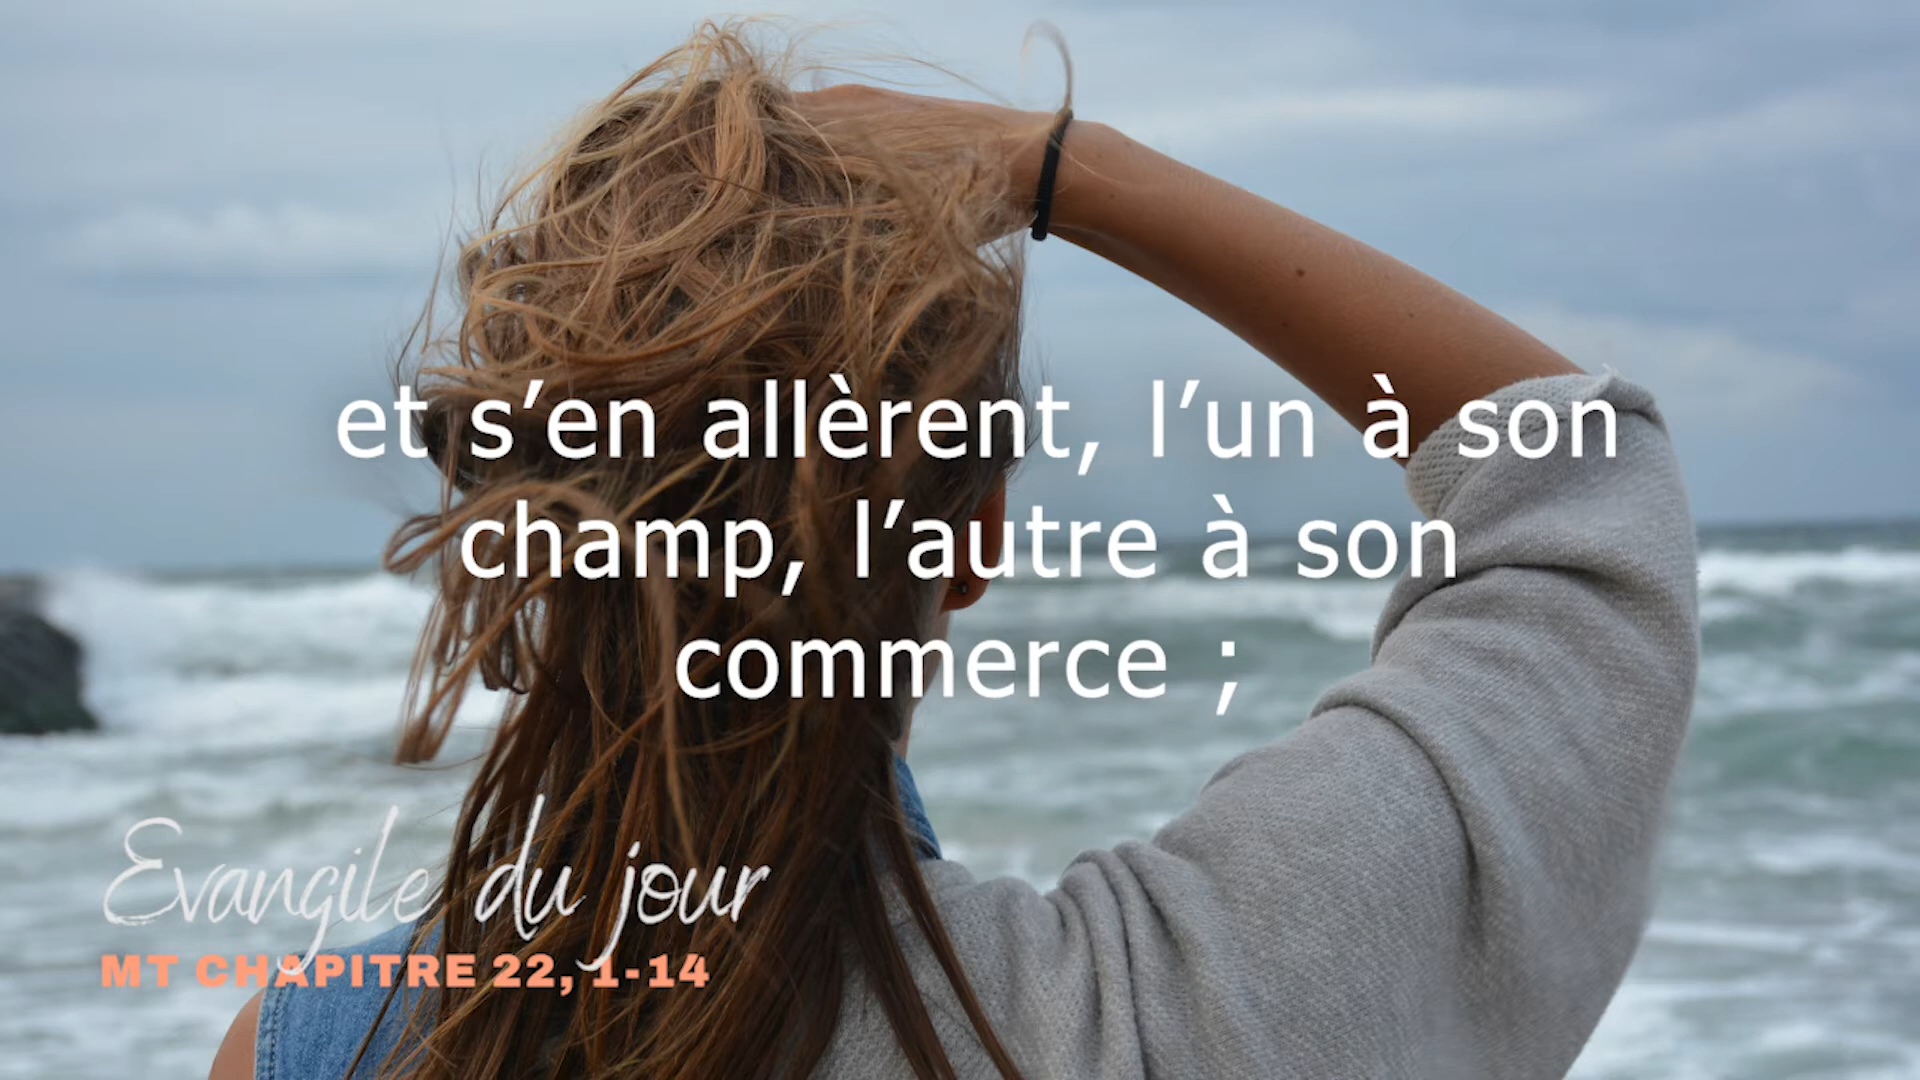 et s’en allèrent, l’un à son
champ, l’autre à son
commerce ;
Evangile du jour
MT CHAPITRE 22, 1-14